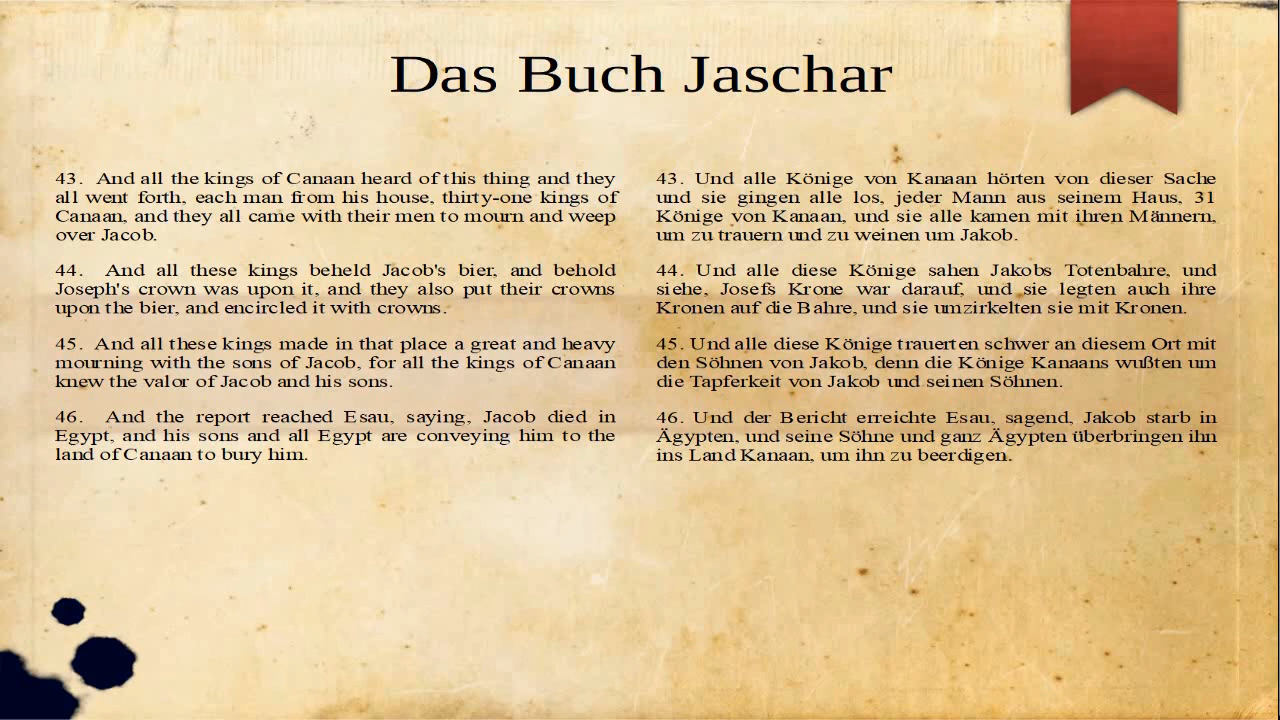 Das Buch Jaschar
43. And all the kings of Canaan heard of this thing and they
all went forth, each man from his house, thirty-one kings of
Canaan, and they all came with their men to mourn and weep
over Jacob.
44. And all these kings beheld Jacob's bier, and behold
Joseph's crown was upon it, and they also put their crowns
upon the bier, and encircled it with crowns.
45. And all these kings made in that place a great and heavy
mourning with the sons of Jacob, for all the kings of Canaan
knew the valor of Jacob and his sons.
46. And the report reached Esau, saying, Jacob died in
Egypt, and his sons and all Egypt are conveying him to the
land of Canaan to bury him.
43. Und alle Könige von Kanaan hörten von dieser Sache
und sie gingen alle los, jeder Mann aus seinem Haus, 31
Könige von Kanaan, und sie alle kamen mit ihren Männern,
um zu trauern und zu weinen um Jakob.
44. Und alle diese Könige sahen Jakobs Totenbahre, und
siehe, Josefs Krone war darauf, und sie legten auch ihre
Kronen auf die Bahre, und sie umzirkelten sie mit Kronen.
45. Und alle diese Könige trauerten schwer an diesem Ort mit
den Söhnen von Jakob, denn die Könige Kanaans wußten um
die Tapferkeit von Jakob und seinen Söhnen.
46. Und der Bericht erreichte Esau, sagend, Jakob starb in
Ägypten, und seine Söhne und ganz Ägypten überbringen ihn
ins Land Kanaan, um ihn zu beerdigen.